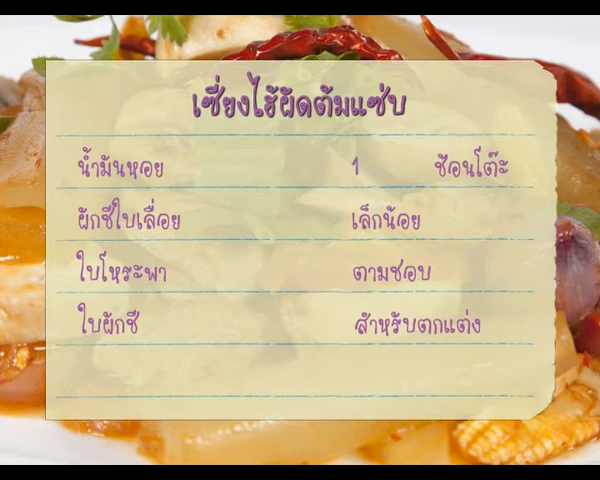 เซี่ยงไฮ้ผัดต้มแซ่บ
น้ำมันหอย 1 ช้อนโต๊ะ
ผักชีใบเลื่อย เล็กน้อย
ใบโหระพา ตามชอบ
ใบผักชี สำหรับตกแต่ง